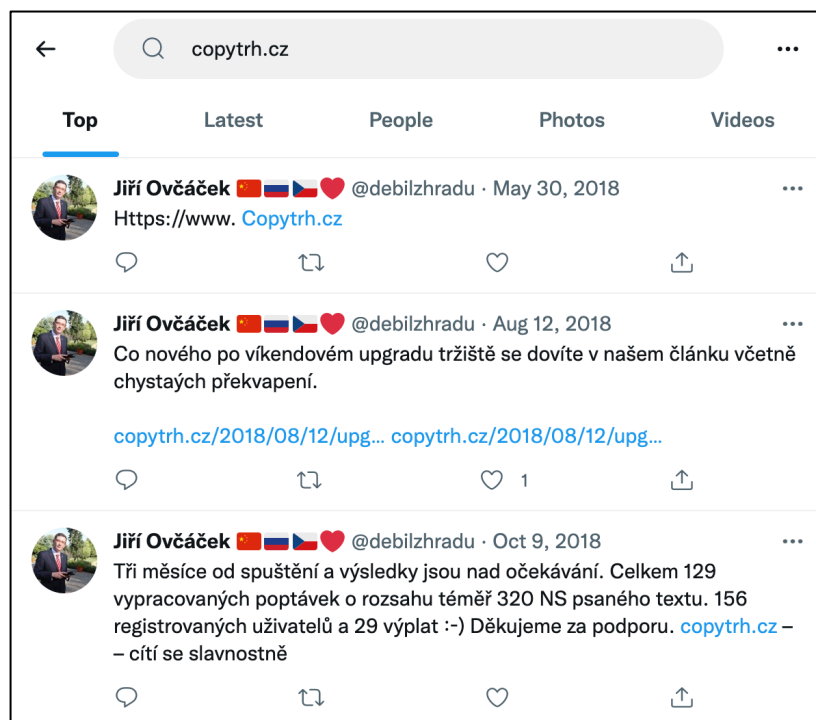 copytrh.cz
Top Latest People Photos Videos
Jiří Ovčáček 🇨🇳🇷🇺🇨🇿❤️ @debilzhradu · May 30, 2018
Https://www. Copytrh.cz
Jiří Ovčáček 🇨🇳🇷🇺🇨🇿❤️ @debilzhradu · Aug 12, 2018
Co nového po víkendovém upgradu tržiště se dovíte v našem článku včetně
chystaých překvapení.
copytrh.cz/2018/08/12/upg... copytrh.cz/2018/08/12/upg...
1
Jiří Ovčáček 🇨🇳🇷🇺🇨🇿❤️ @debilzhradu · Oct 9, 2018
Tři měsíce od spuštění a výsledky jsou nad očekávání. Celkem 129
vypracovaných poptávek o rozsahu téměř 320 NS psaného textu. 156
registrovaných uživatelů a 29 výplat :-) Děkujeme za podporu. copytrh.cz –
– cítí se slavnostně